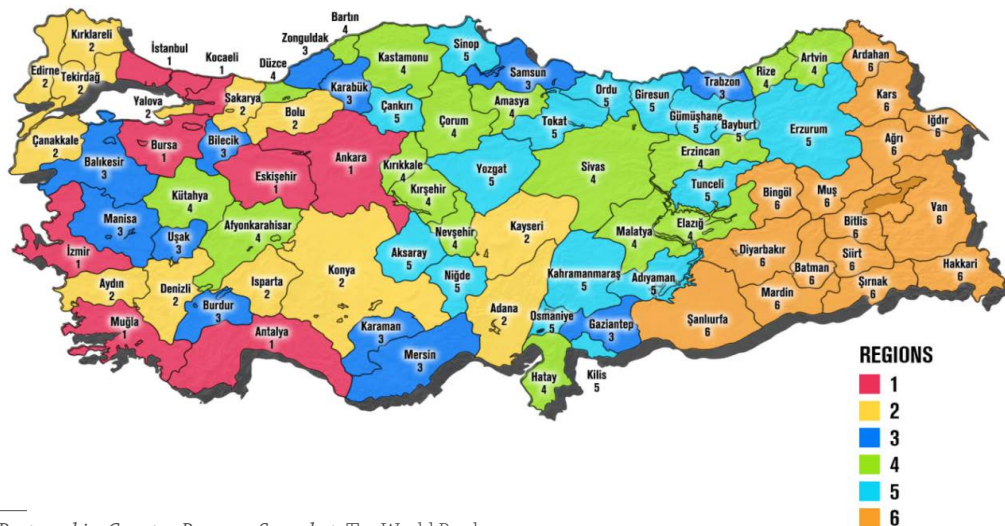 Kırklareli
2
Edirne
2
Tekirdağ
2
İstanbul
1
Kocaeli
1
Yalova
2
Sakarya
2
Düzce
4
Zonguldak
3
Bartın
4
Karabük
3
Kastamonu
4
Sinop
5
Samsun
3
Ordu
5
Giresun
5
Trabzon
3
Rize
4
Artvin
4
Ardahan
6
Kars
6
Iğdır
6
Ağrı
6
Çanakkale
2
Balıkesir
3
Bursa
1
Bilecik
3
Bolu
2
Çankırı
5
Çorum
4
Amasya
4
Tokat
5
Gümüşhane
5
Bayburt
5
Erzurum
5
Erzincan
4
Eskişehir
1
Ankara
1
Kırıkkale
4
Kırşehir
4
Yozgat
5
Sivas
4
Tunceli
5
Bingöl
6
Muş
6
Van
6
Kütahya
4
Manisa
3
Uşak
3
Afyonkarahisar
4
İzmir
1
Aydın
2
Denizli
2
Isparta
2
Burdur
3
Muğla
1
Antalya
1
Konya
2
Aksaray
5
Nevşehir
4
4
Niğde
5
Kayseri
2
Malatya
4
Elazığ
4
Bitlis
6
Diyarbakır
6
Batman
6
Siirt
6
Hakkari
6
Şırnak
6
Mardin
6
Şanlıurfa
6
Kahramanmaraş
5
Adıyaman
5
Adana
2
Osmaniye
5
Gaziantep
3
Karaman
3
Mersin
3
Hatay
4
Kilis
5
REGIONS
1
2
3
4
5
6